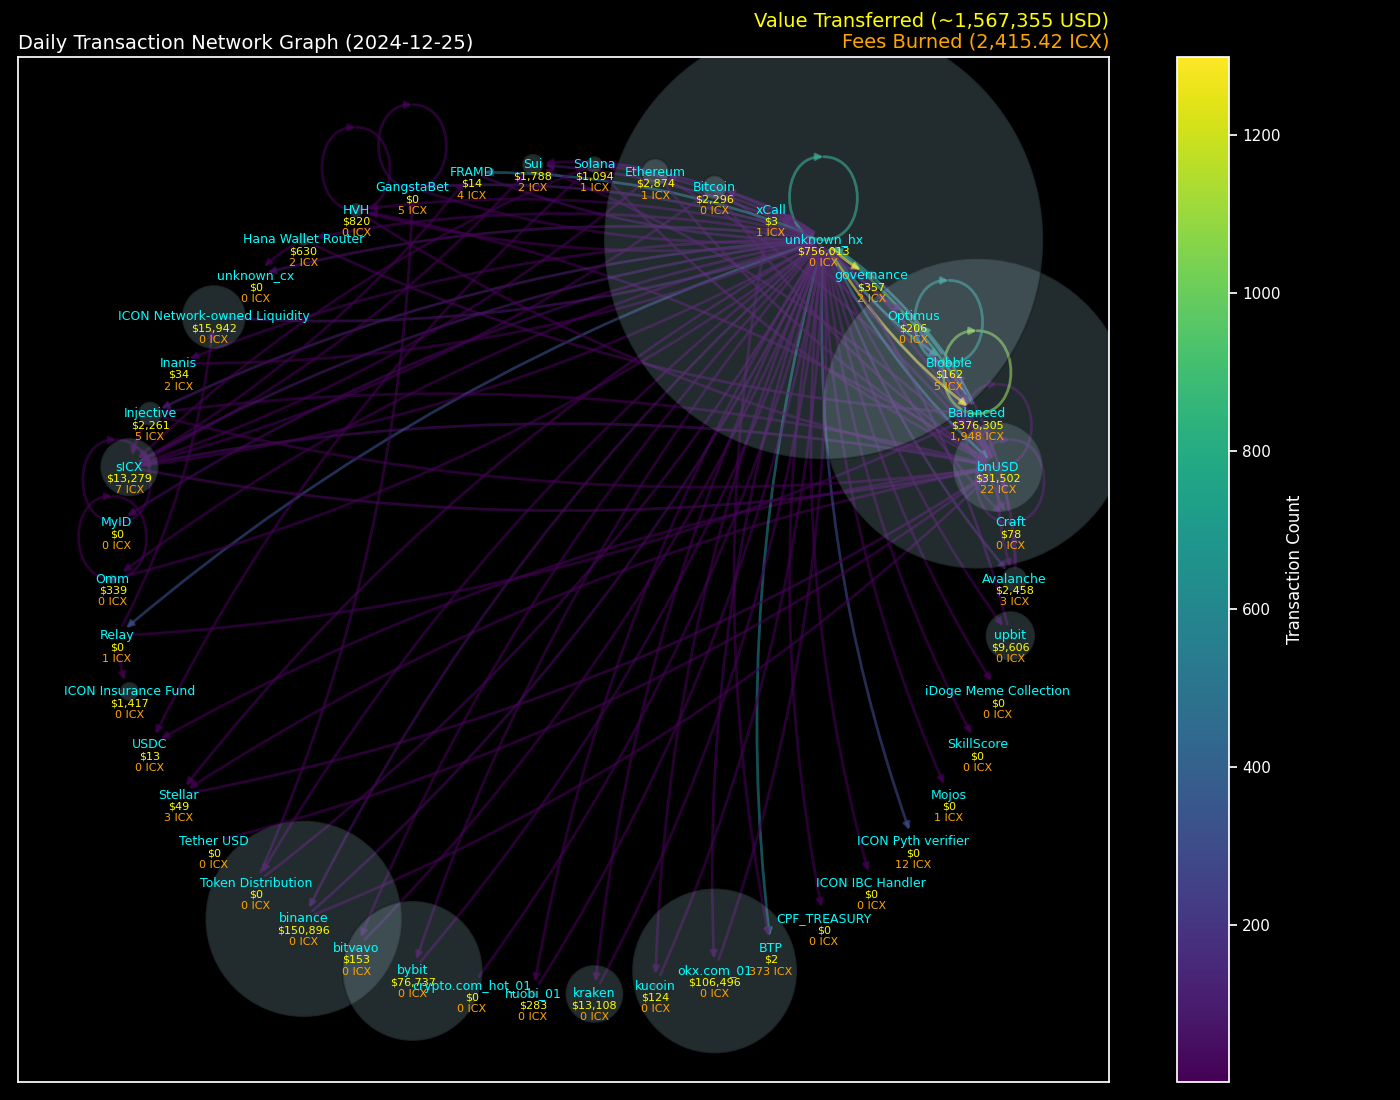 Value Transferred (~1,567,355 USD)
Daily Transaction Network Graph (2024-12-25)
Fees Burned (2,415.42 ICX)
Sui
$1,788
2 ICX
Solana
$1,094
1 ICX
Ethereum
$2,874
1 ICX
FRAMD
$14
4 ICX
Bitcoin
$2,296
0 ICX
GangstaBet
$0
5 ICX
xCall
$3
1 ICX
HVH
$820
0 ICX
unknown_hx
$756,013
0 ICX
Hana Wallet Router
$630
2 ICX
governance
$357
2 ICX
unknown_cx
$0
0 ICX
Optimus
$206
0 ICX
ICON Network-owned Liquidity
$15,942
0 ICX
Blobble
$162
5 ICX
Inanis
$34
2 ICX
Balanced
$376,305
1,948 ICX
Injective
$2,261
5 ICX
bnUSD
$31,502
22 ICX
sICX
$13,279
7 ICX
Craft
$78
0 ICX
MyID
$0
0 ICX
Avalanche
$2,458
3 ICX
Omm
$339
0 ICX
upbit
$9,606
0 ICX
Relay
$0
1 ICX
iDoge Meme Collection
$0
0 ICX
ICON Insurance Fund
$1,417
0 ICX
SkillScore
$0
0 ICX
USDC
$13
0 ICX
Mojos
$0
1 ICX
Stellar
$49
3 ICX
ICON Pyth verifier
$0
12 ICX
Tether USD
$0
0 ICX
ICON IBC Handler
$0
0 ICX
Token Distribution
$0
0 ICX
CPF_TREASURY
$0
0 ICX
binance
$150,896
0 ICX
BTP
$2
373 ICX
bitvavo
$153
0 ICX
okx.com_01
$106,496
0 ICX
bybit
$76,737
0 ICX
kucoin
$124
0 ICX
crypto.com_hot_01
$0
0 ICX
huobi_01
$283
0 ICX
kraken
$13,108
0 ICX
1200
1000
800
600
400
200
Transaction Count